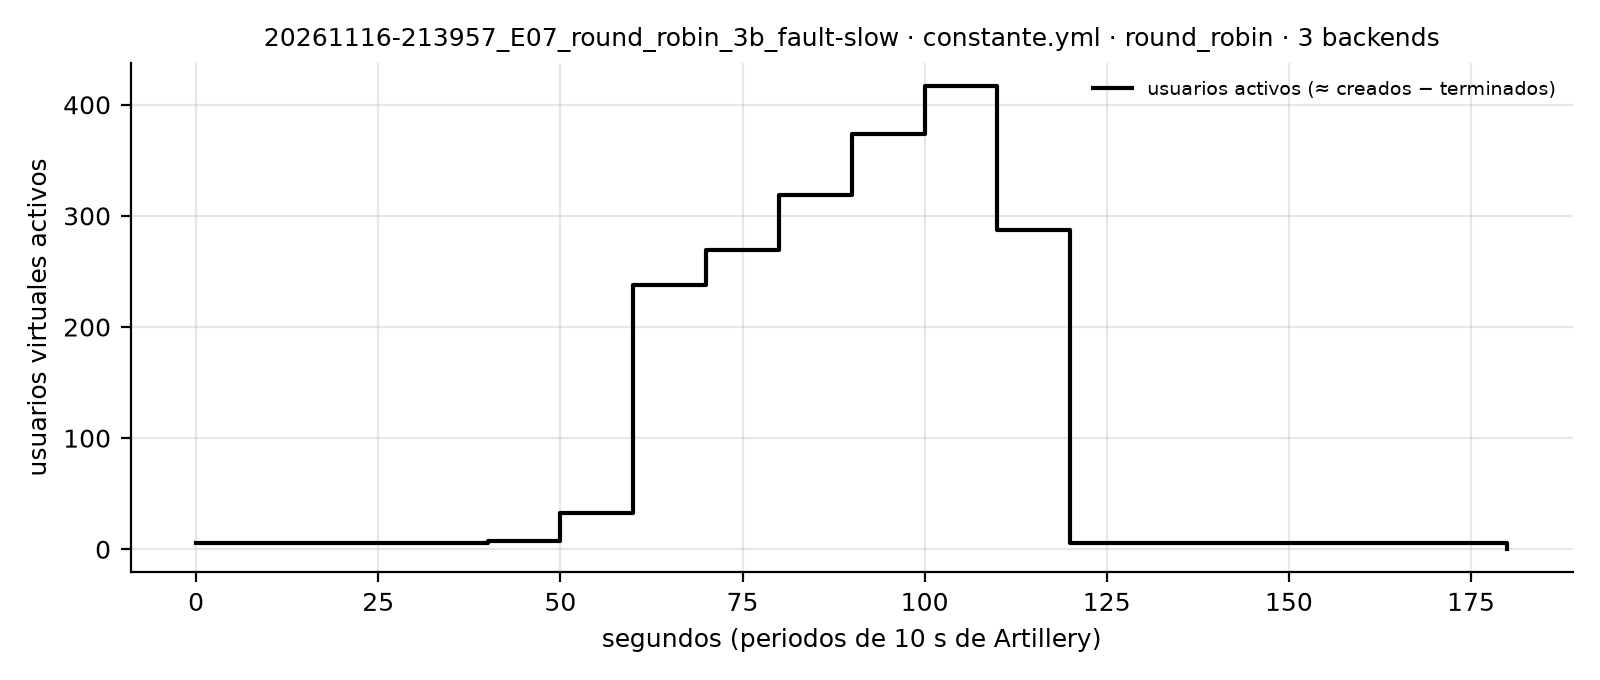 20261116-213957_E07_round_robin_3b_fault-slow · constante.yml · round_robin · 3 backends
usuarios activos (≈ creados − terminados)
usuarios virtuales activos
400
300
200
100
0
0 25 50 75 100 125 150 175
segundos (periodos de 10 s de Artillery)